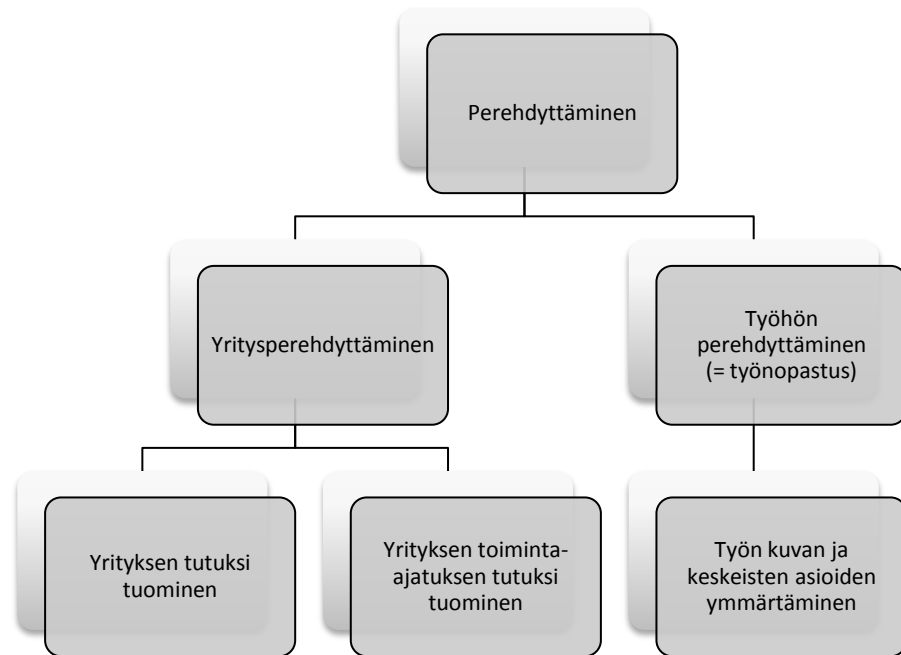 Perehdyttäminen
Yritysperehdyttäminen
Työhön
perehdyttäminen
(= työnopastus)
Yrityksen tutuksi
tuominen
Yrityksen toiminta-
ajatuksen tutuksi
tuominen
Työn kuvan ja
keskeisten asioiden
ymmärtäminen